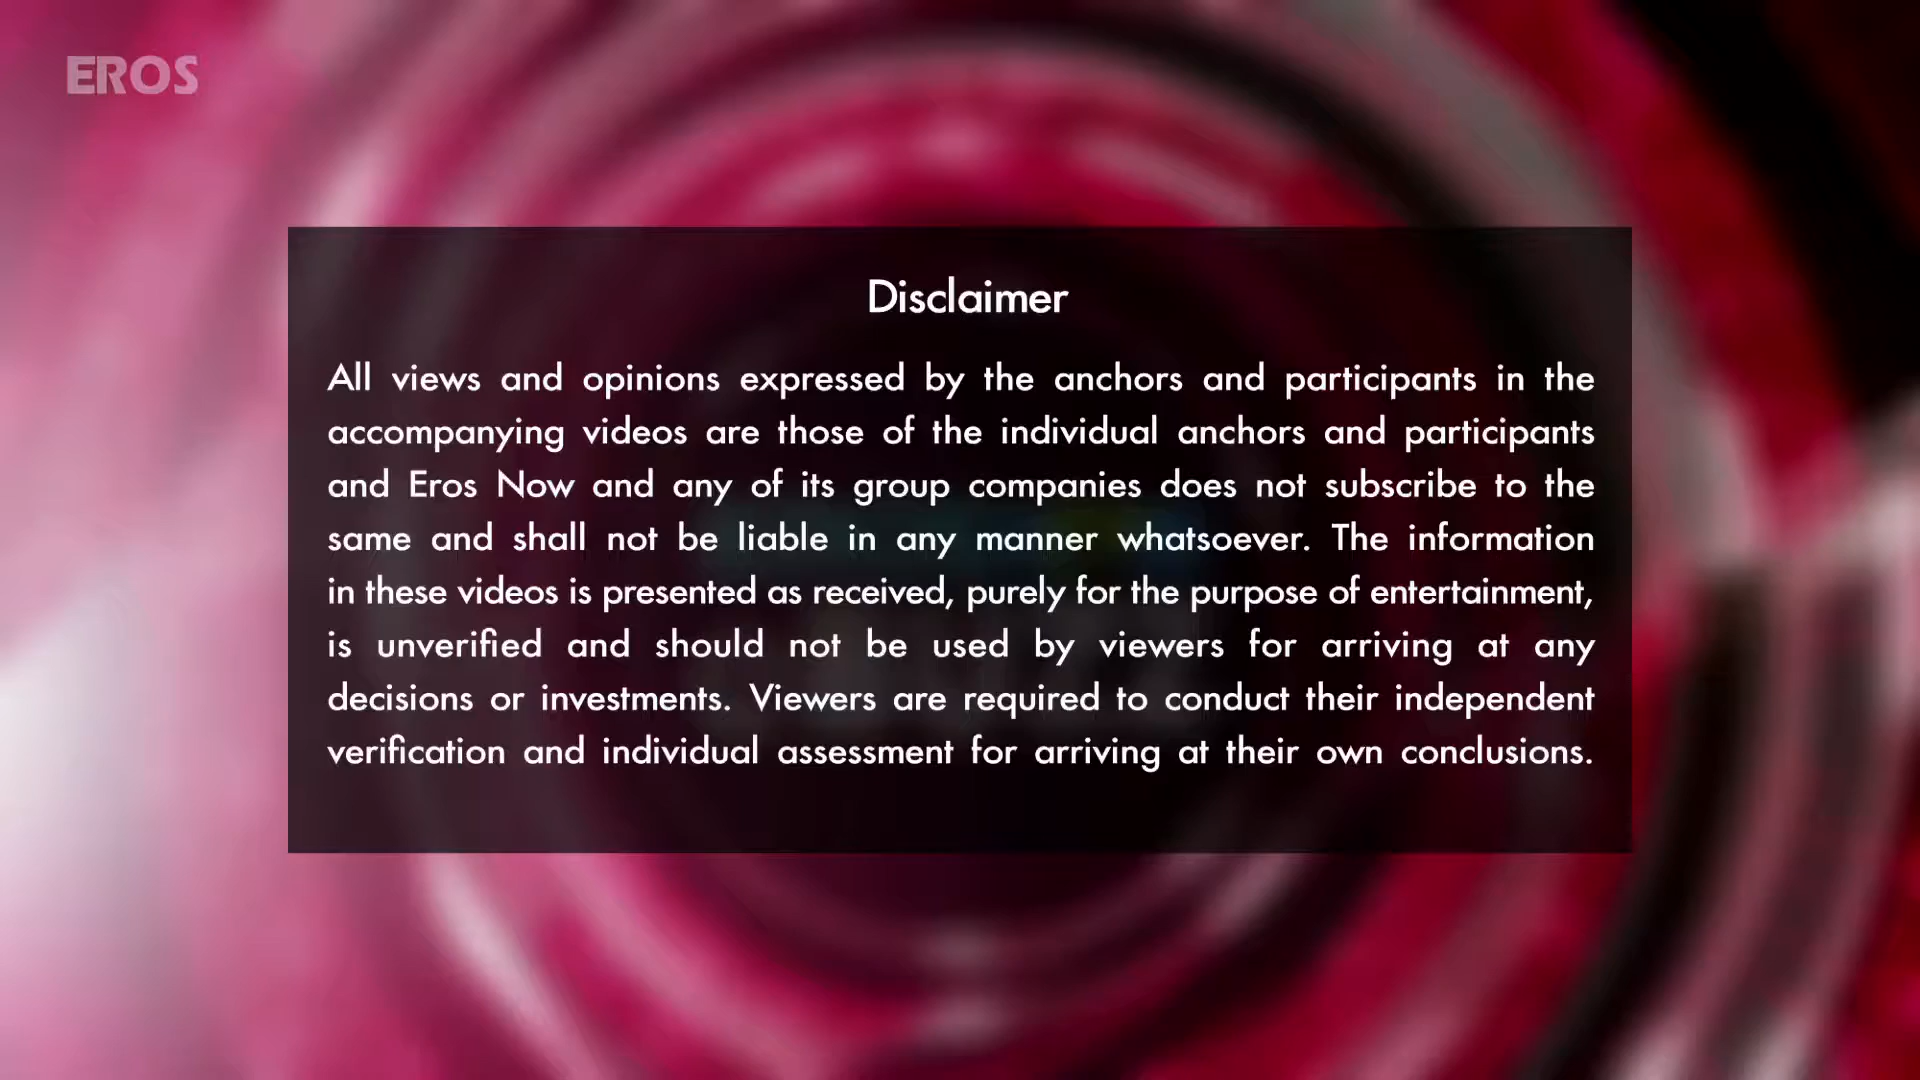 EROS
Disclaimer
All views and opinions expressed by the anchors and participants in the
accompanying videos are those of the individual anchors and participants
and Eros Now and any of its group companies does not subscribe to the
same and shall not be liable in any manner whatsoever. The information
in these videos is presented as received, purely for the purpose of entertainment,
is unverified and should not be used by viewers for arriving at any
decisions or investments. Viewers are required to conduct their independent
verification and individual assessment for arriving at their own conclusions.